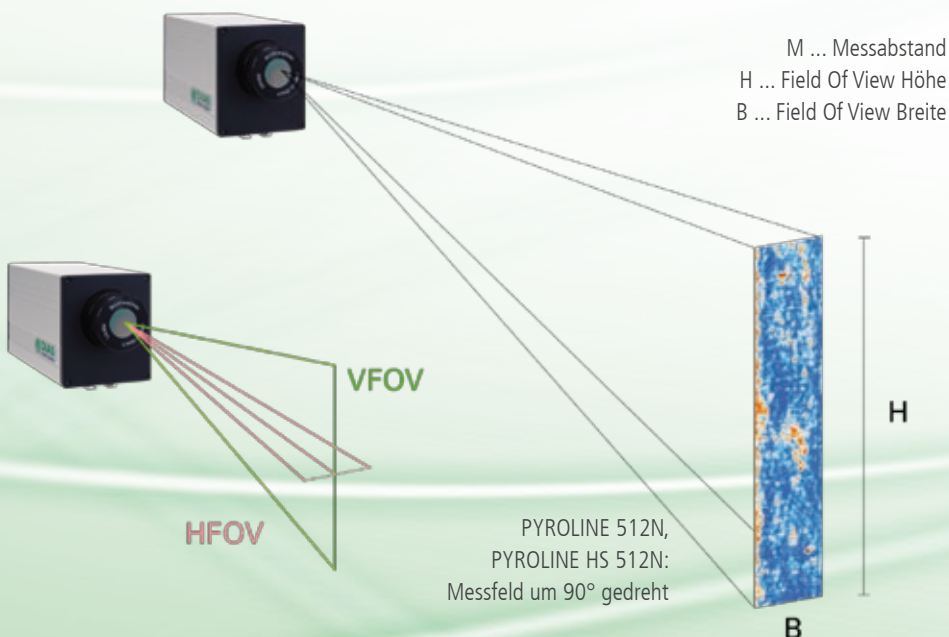 M ... Messabstand
H ... Field Of View Höhe
B ... Field Of View Breite
DIAS
VFOV
H
HFOV
PYROLINE 512N,
PYROLINE HS 512N:
Messfeld um 90° gedreht
B